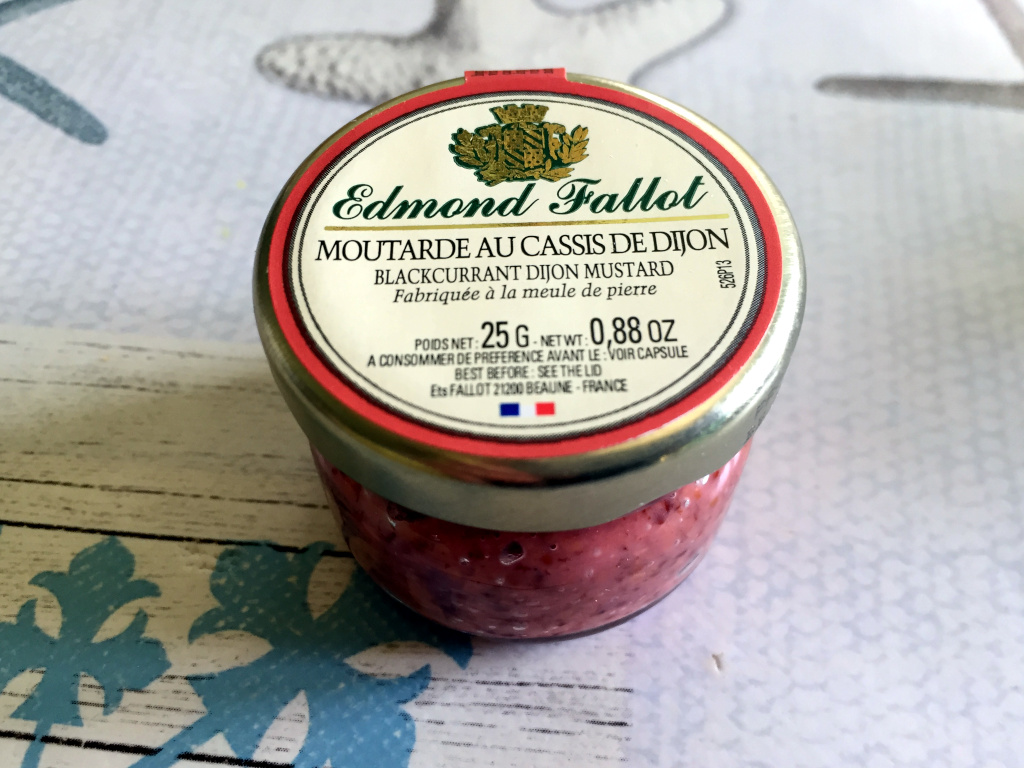 Edmond Fallot
MOUTARDE AU CASSIS DE DIJON
BLACKCURRANT DIJON MUSTARD
Fabriquée à la meule de pierre
526P13
POIDS NET : 25 G - NET WT : 0,88 OZ
A CONSOMMER DE PREFERENCE AVANT LE : VOIR CAPSULE
BEST BEFORE : SEE THE LID
Ets FALLOT 21200 BEAUNE - FRANCE